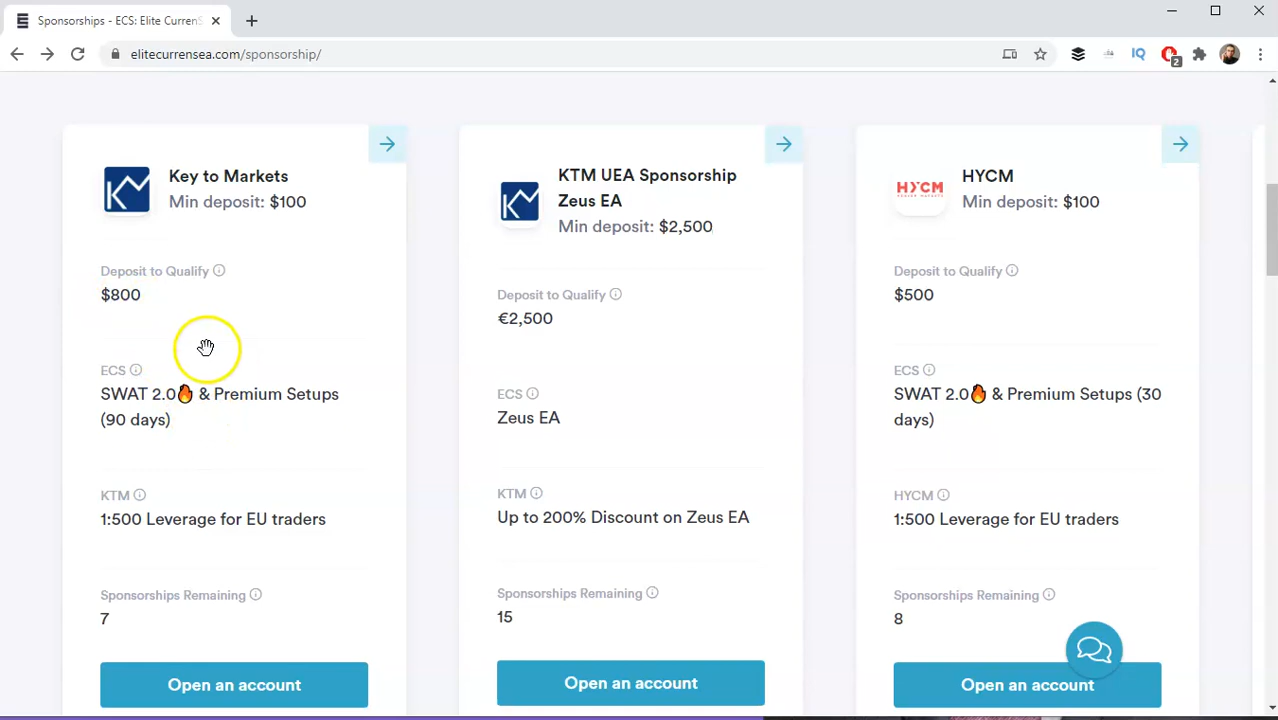 Sponsorships - ECS: Elite CurrenS
elitecurrensea.com/sponsorship/
IQ
2
Key to Markets
Min deposit: $100
Deposit to Qualify
$800
ECS
SWAT 2.0🔥 & Premium Setups
(90 days)
KTM
1:500 Leverage for EU traders
Sponsorships Remaining
7
Open an account
KTM UEA Sponsorship
Zeus EA
Min deposit: $2,500
Deposit to Qualify
€2,500
ECS
Zeus EA
KTM
Up to 200% Discount on Zeus EA
Sponsorships Remaining
15
Open an account
HYCM
HYCM
Min deposit: $100
Deposit to Qualify
$500
ECS
SWAT 2.0🔥 & Premium Setups (30
days)
HYCM
1:500 Leverage for EU traders
Sponsorships Remaining
8
Open an account